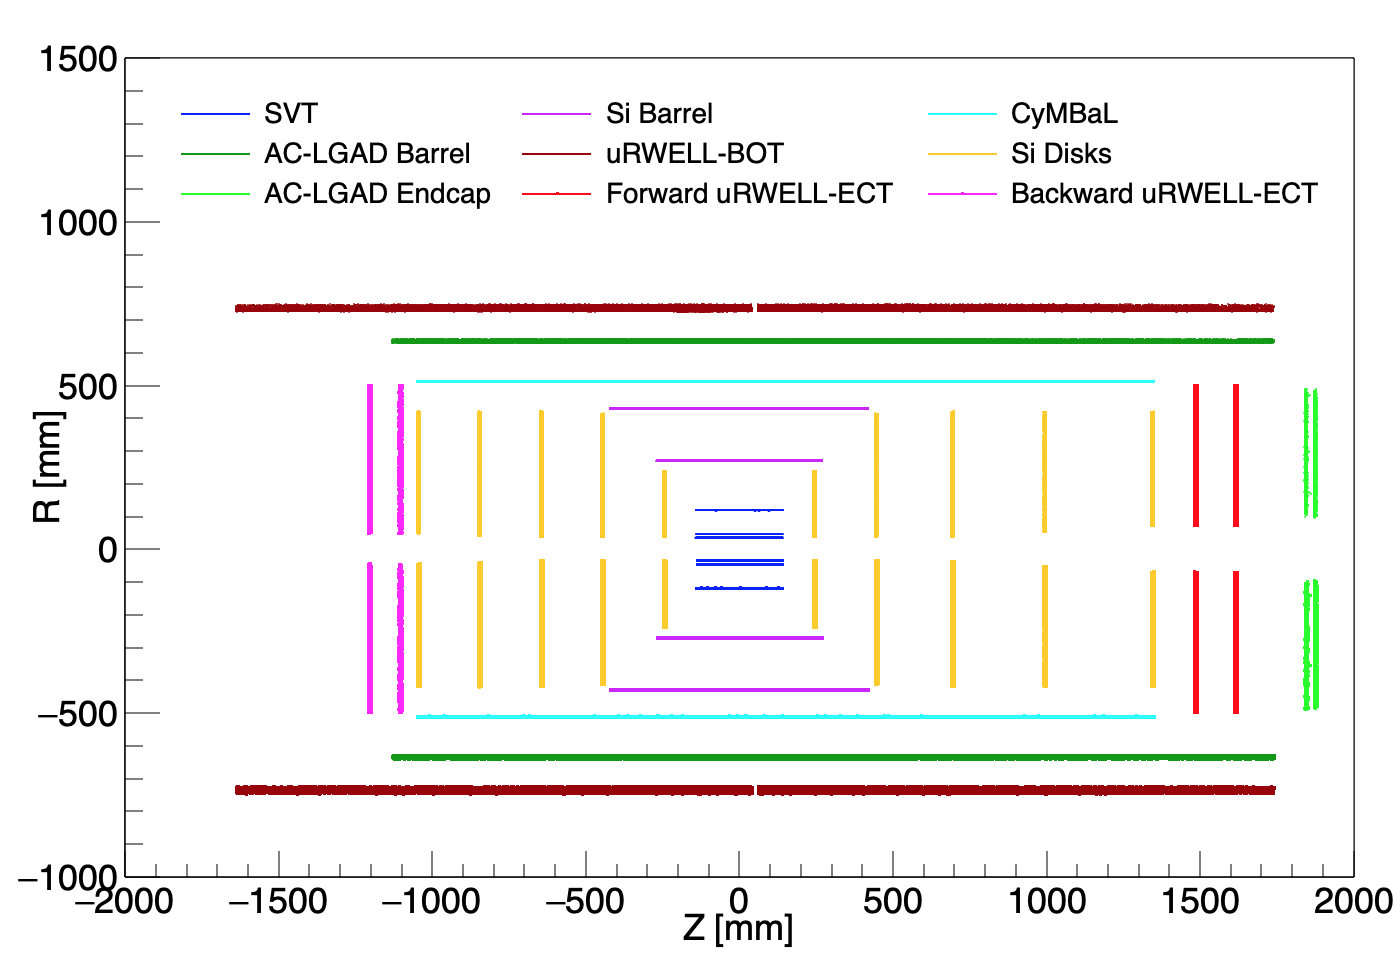 1500
SVT Si Barrel CyMBaL
AC-LGAD Barrel uRWELL-BOT Si Disks
AC-LGAD Endcap Forward uRWELL-ECT Backward uRWELL-ECT
1000
500
R [mm]
0
−500
−1000
−2000 −1500 −1000 −500 0 500 1000 1500 2000
Z [mm]